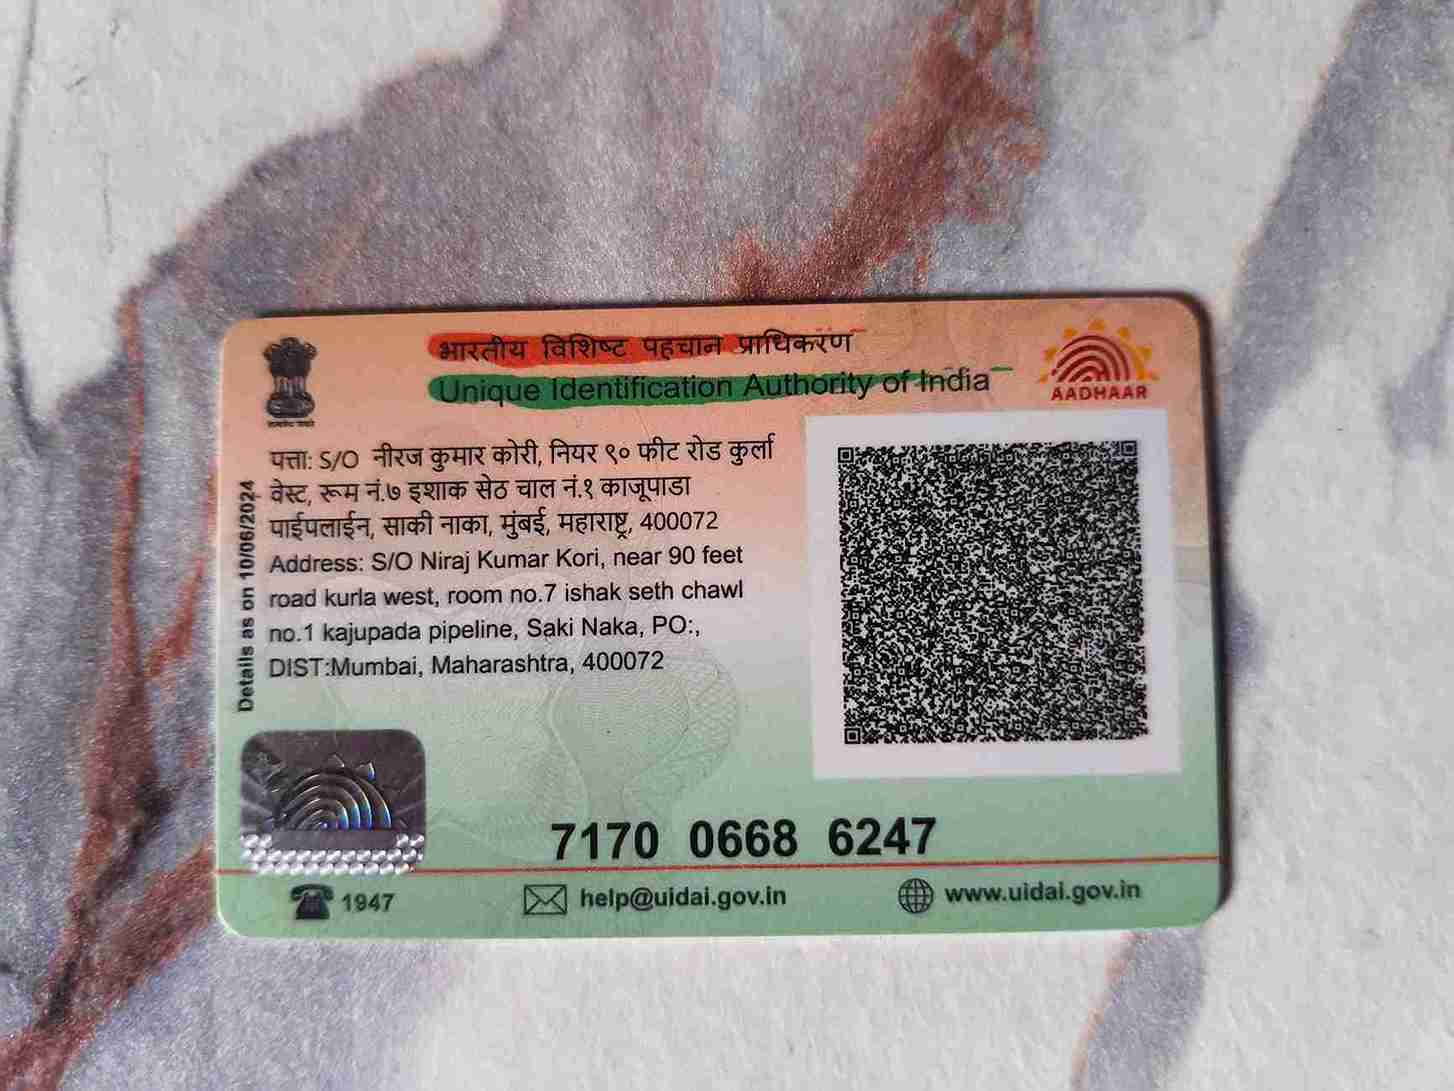 भारतीय विशिष्ट पहचान प्राधिकरण
Unique Identification Authority of India
AADHAAR
पत्ता: S/O नीरज कुमार कोरी, नियर ९० फीट रोड कुर्ला
वेस्ट, रूम नं.७ इशाक सेठ चाल नं.१ काजूपाडा
पाईपलाईन, साकी नाका, मुंबई, महाराष्ट्र, 400072
Address: S/O Niraj Kumar Kori, near 90 feet
road kurla west, room no.7 ishak seth chawl
no.1 kajupada pipeline, Saki Naka, PO:,
DIST:Mumbai, Maharashtra, 400072
Details as on 10/06/2024
7170 0668 6247
1947
help@uidai.gov.in
www.uidai.gov.in